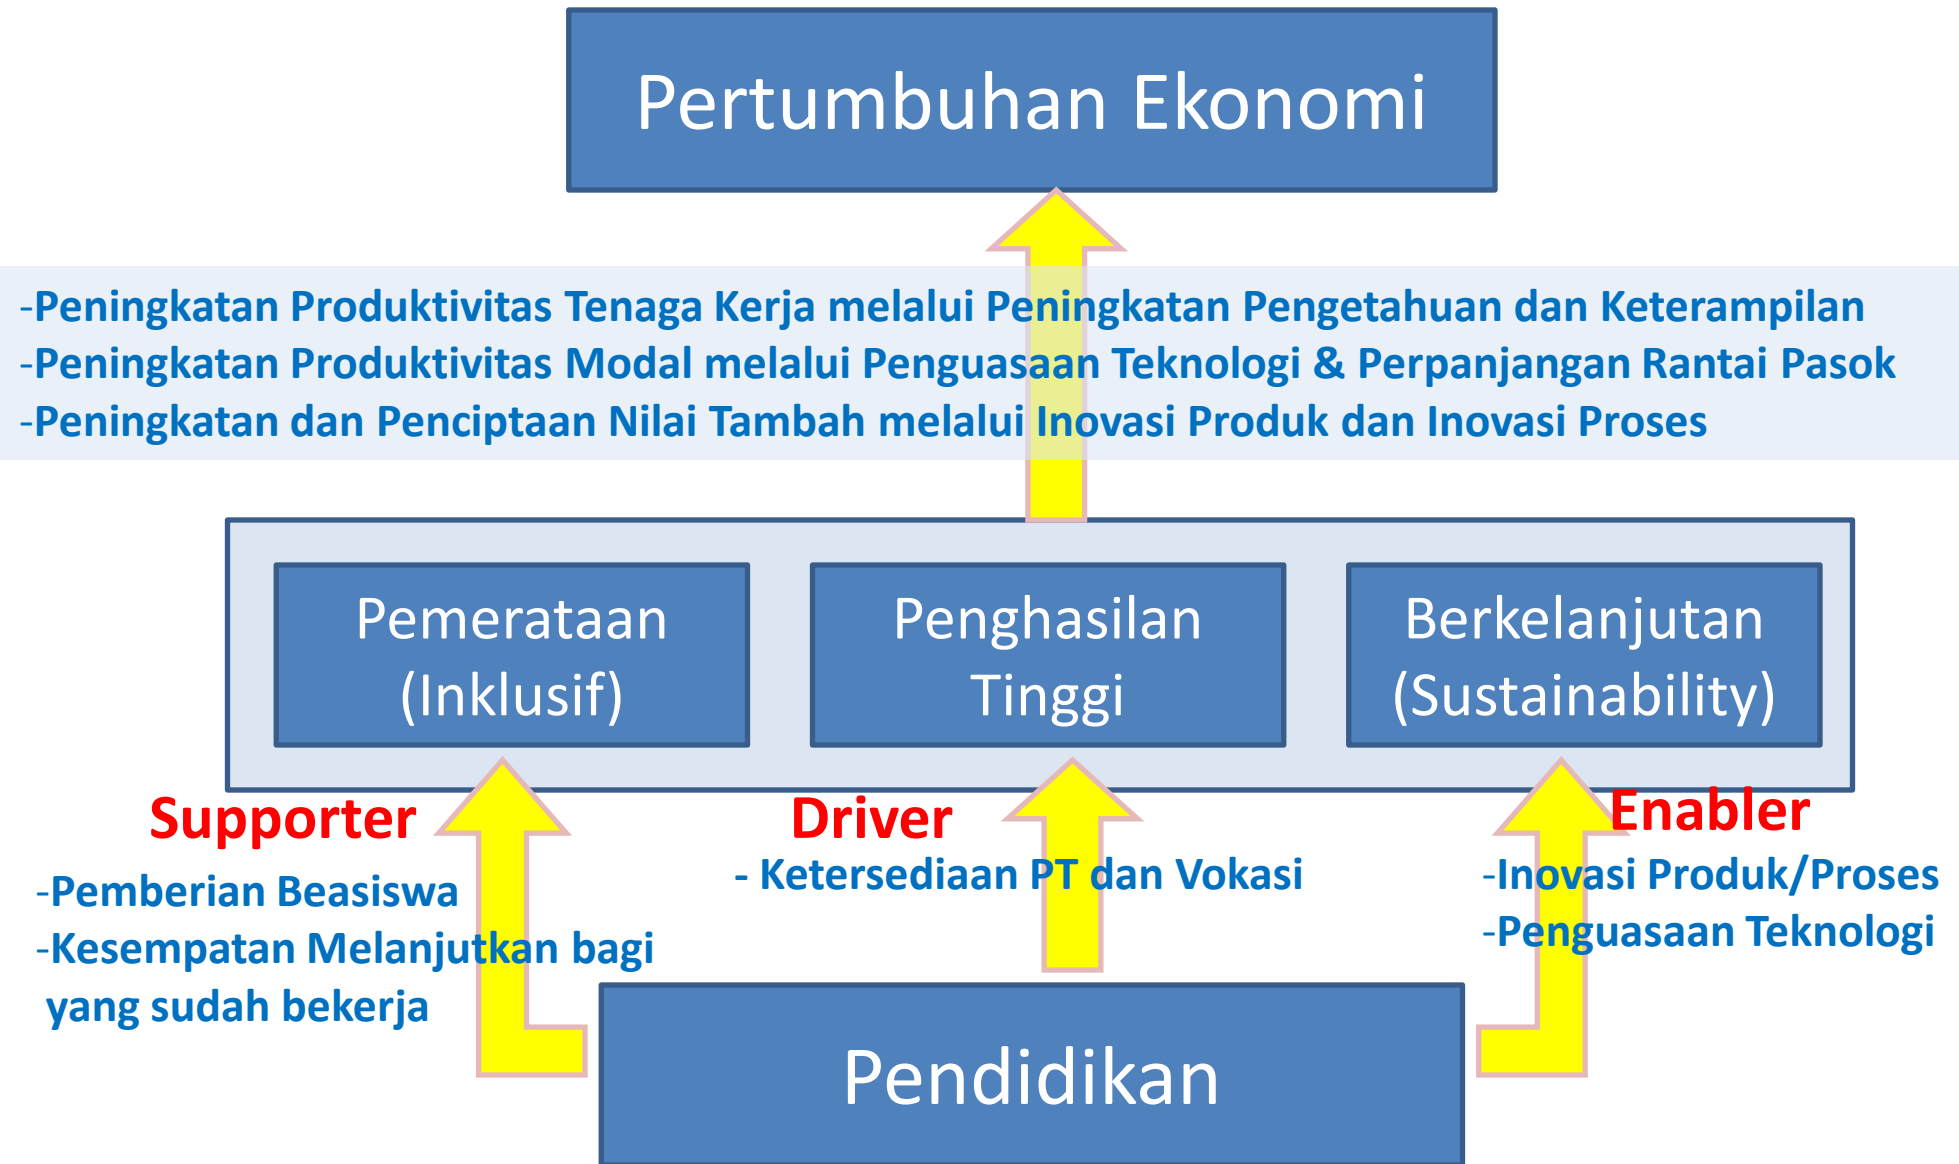 Pertumbuhan Ekonomi
-Peningkatan Produktivitas Tenaga Kerja melalui Peningkatan Pengetahuan dan Keterampilan
-Peningkatan Produktivitas Modal melalui Penguasaan Teknologi & Perpanjangan Rantai Pasok
-Peningkatan dan Penciptaan Nilai Tambah melalui Inovasi Produk dan Inovasi Proses
Pemerataan
(Inklusif)
Penghasilan
Tinggi
Berkelanjutan
(Sustainability)
Supporter
-Pemberian Beasiswa
-Kesempatan Melanjutkan bagi
yang sudah bekerja
Driver
- Ketersediaan PT dan Vokasi
Enabler
-Inovasi Produk/Proses
-Penguasaan Teknologi
Pendidikan